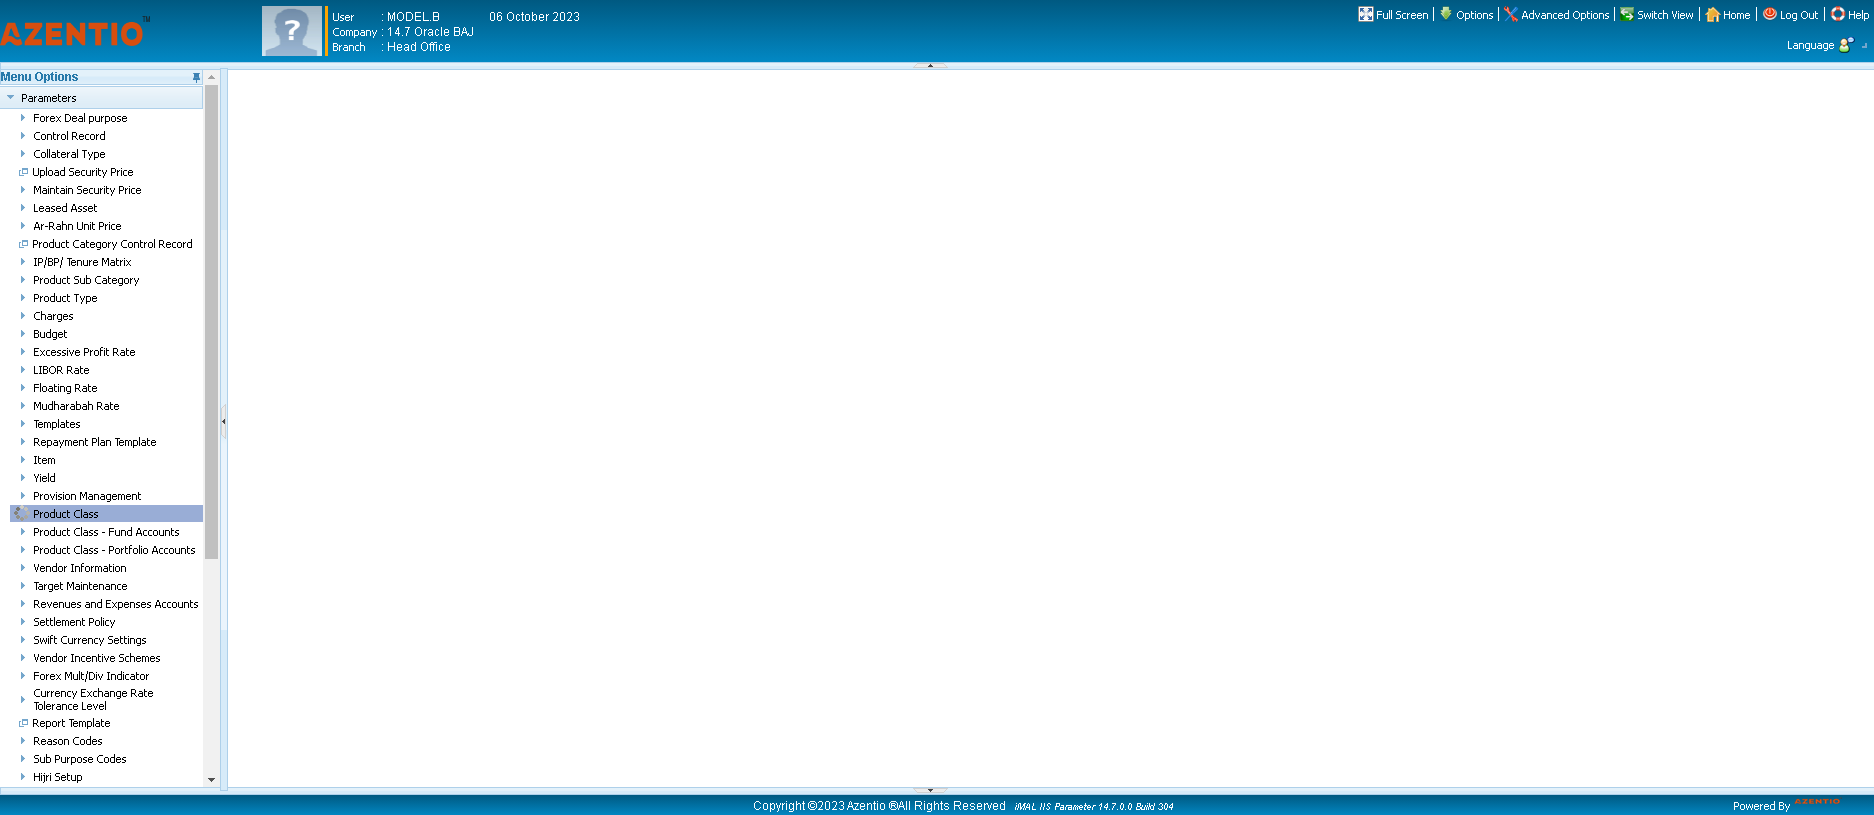 AZENTIO™
User : MODEL.B 06 October 2023
Company : 14.7 Oracle BAJ
Branch : Head Office
Full Screen | Options | Advanced Options | Switch View | Home | Log Out | Help
Language
Menu Options
Parameters
Forex Deal purpose
Control Record
Collateral Type
Upload Security Price
Maintain Security Price
Leased Asset
Ar-Rahn Unit Price
Product Category Control Record
IP/BP/ Tenure Matrix
Product Sub Category
Product Type
Charges
Budget
Excessive Profit Rate
LIBOR Rate
Floating Rate
Mudharabah Rate
Templates
Repayment Plan Template
Item
Yield
Provision Management
Product Class
Product Class - Fund Accounts
Product Class - Portfolio Accounts
Vendor Information
Target Maintenance
Revenues and Expenses Accounts
Settlement Policy
Swift Currency Settings
Vendor Incentive Schemes
Forex Mult/Div Indicator
Currency Exchange Rate
Tolerance Level
Report Template
Reason Codes
Sub Purpose Codes
Hijri Setup
Copyright ©2023 Azentio ®All Rights Reserved iMAL IIS Parameter 14.7.0.0 Build 304
Powered By AZENTIO